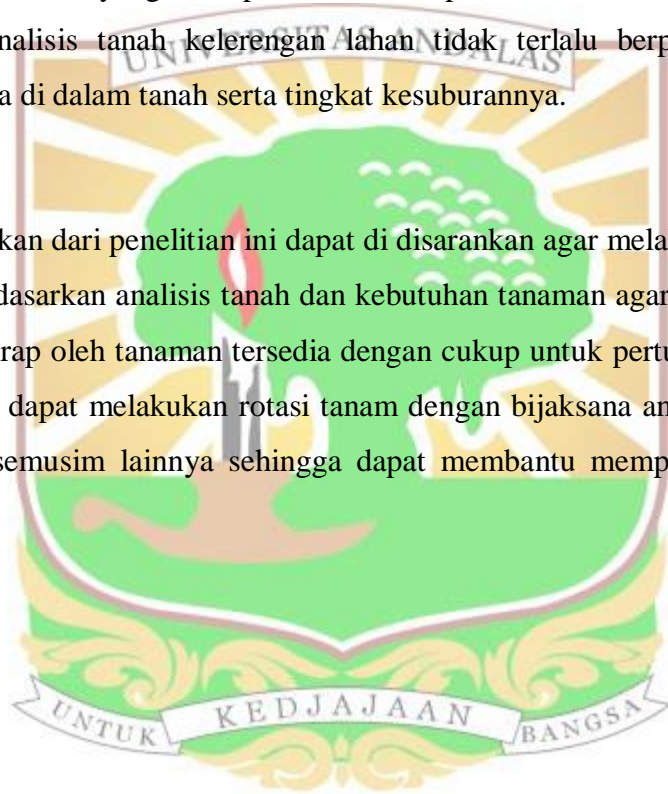 UNIVERSITAS ANDALAS
nalisis tanah kelerengan lahan tidak terlalu berp
a di dalam tanah serta tingkat kesuburannya.
kan dari penelitian ini dapat di disarankan agar mela
dasarkan analisis tanah dan kebutuhan tanaman agar
rap oleh tanaman tersedia dengan cukup untuk pertu
dapat melakukan rotasi tanam dengan bijaksana an
semusim lainnya sehingga dapat membantu memp
UNTUK KEDJAJAAN BANGSA